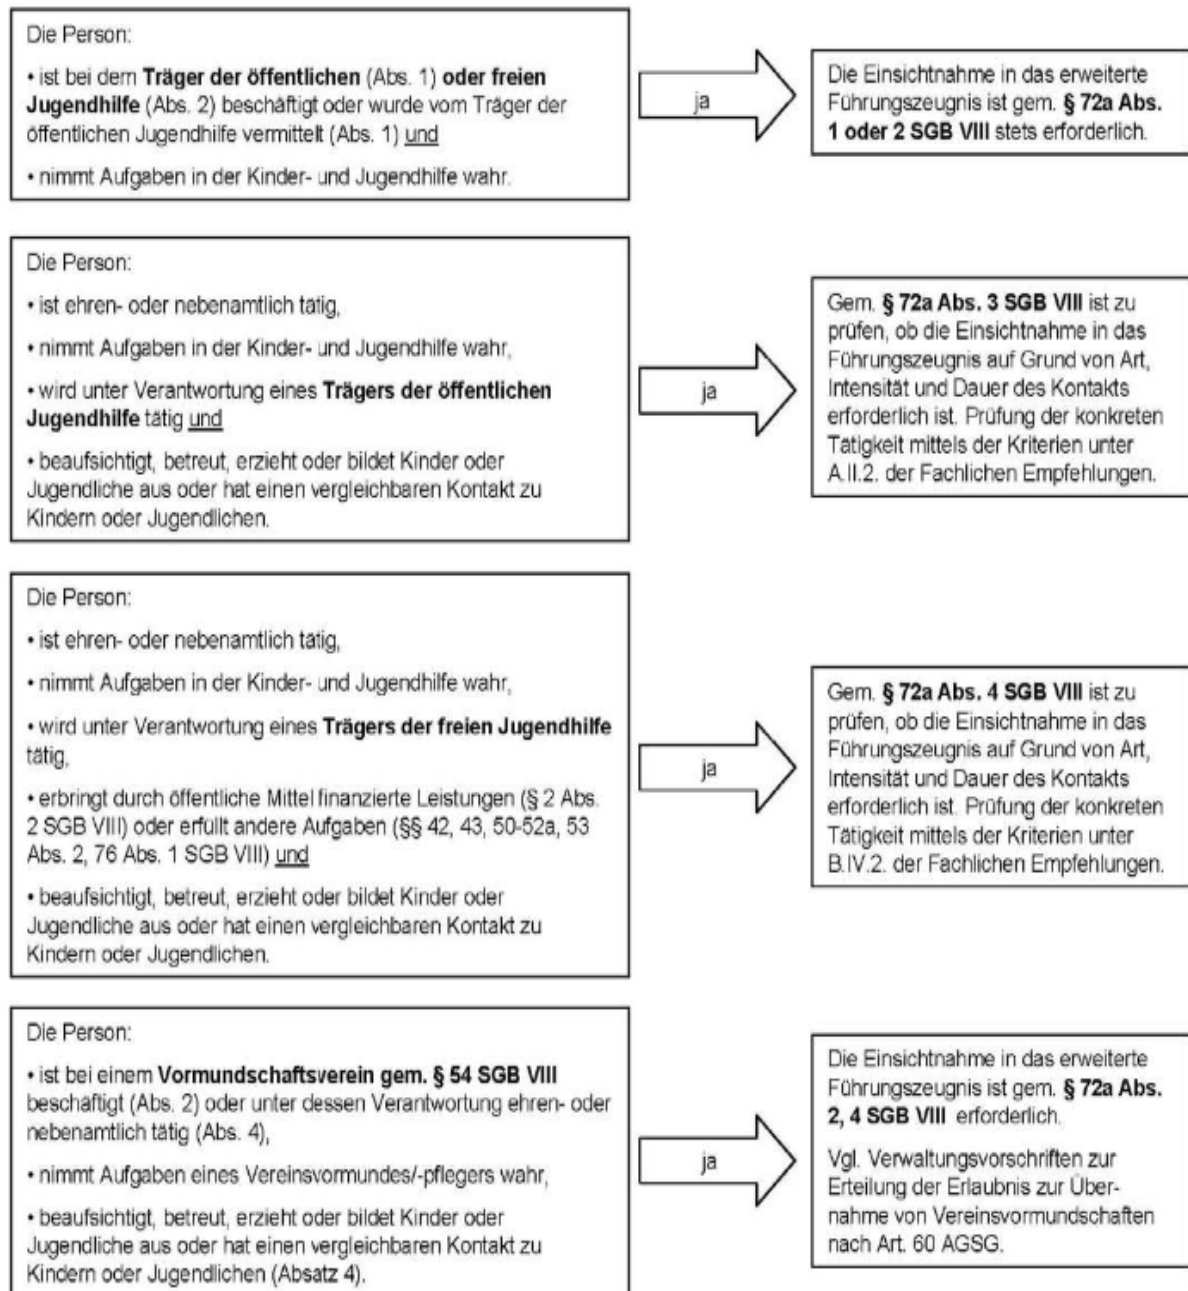 Die Person:
• ist bei dem Träger der öffentlichen (Abs. 1) oder freien
Jugendhilfe (Abs. 2) beschäftigt oder wurde vom Träger der
öffentlichen Jugendhilfe vermittelt (Abs. 1) und
• nimmt Aufgaben in der Kinder- und Jugendhilfe wahr.
ja
Die Einsichtnahme in das erweiterte
Führungszeugnis ist gem. § 72a Abs.
1 oder 2 SGB VIII stets erforderlich.
Die Person:
• ist ehren- oder nebenamtlich tätig,
• nimmt Aufgaben in der Kinder- und Jugendhilfe wahr,
• wird unter Verantwortung eines Trägers der öffentlichen
Jugendhilfe tätig und
• beaufsichtigt, betreut, erzieht oder bildet Kinder oder
Jugendliche aus oder hat einen vergleichbaren Kontakt zu
Kindern oder Jugendlichen.
ja
Gem. § 72a Abs. 3 SGB VIII ist zu
prüfen, ob die Einsichtnahme in das
Führungszeugnis auf Grund von Art,
Intensität und Dauer des Kontakts
erforderlich ist. Prüfung der konkreten
Tätigkeit mittels der Kriterien unter
A.II.2. der Fachlichen Empfehlungen.
Die Person:
• ist ehren- oder nebenamtlich tätig,
• nimmt Aufgaben in der Kinder- und Jugendhilfe wahr,
• wird unter Verantwortung eines Trägers der freien Jugendhilfe
tätig,
• erbringt durch öffentliche Mittel finanzierte Leistungen (§ 2 Abs.
2 SGB VIII) oder erfüllt andere Aufgaben (§§ 42, 43, 50-52a, 53
Abs. 2, 76 Abs. 1 SGB VIII) und
• beaufsichtigt, betreut, erzieht oder bildet Kinder oder
Jugendliche aus oder hat einen vergleichbaren Kontakt zu
Kindern oder Jugendlichen.
ja
Gem. § 72a Abs. 4 SGB VIII ist zu
prüfen, ob die Einsichtnahme in das
Führungszeugnis auf Grund von Art,
Intensität und Dauer des Kontakts
erforderlich ist. Prüfung der konkreten
Tätigkeit mittels der Kriterien unter
B.IV.2. der Fachlichen Empfehlungen.
Die Person:
• ist bei einem Vormundschaftsverein gem. § 54 SGB VIII
beschäftigt (Abs. 2) oder unter dessen Verantwortung ehren- oder
nebenamtlich tätig (Abs. 4),
• nimmt Aufgaben eines Vereinsvormundes/-pflegers wahr,
• beaufsichtigt, betreut, erzieht oder bildet Kinder oder
Jugendliche aus oder hat einen vergleichbaren Kontakt zu
Kindern oder Jugendlichen (Absatz 4).
ja
Die Einsichtnahme in das erweiterte
Führungszeugnis ist gem. § 72a Abs.
2, 4 SGB VIII erforderlich.
Vgl. Verwaltungsvorschriften zur
Erteilung der Erlaubnis zur Über-
nahme von Vereinsvormundschaften
nach Art. 60 AGSG.